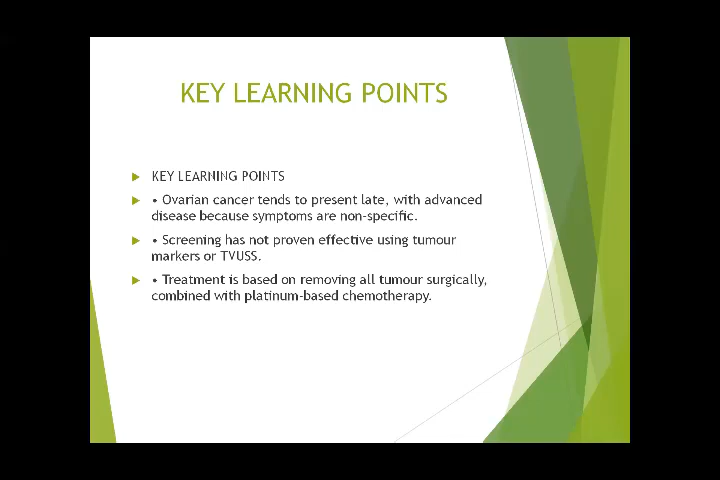 KEY LEARNING POINTS
KEY LEARNING POINTS
• Ovarian cancer tends to present late, with advanced
disease because symptoms are non-specific.
• Screening has not proven effective using tumour
markers or TVUSS.
• Treatment is based on removing all tumour surgically,
combined with platinum-based chemotherapy.